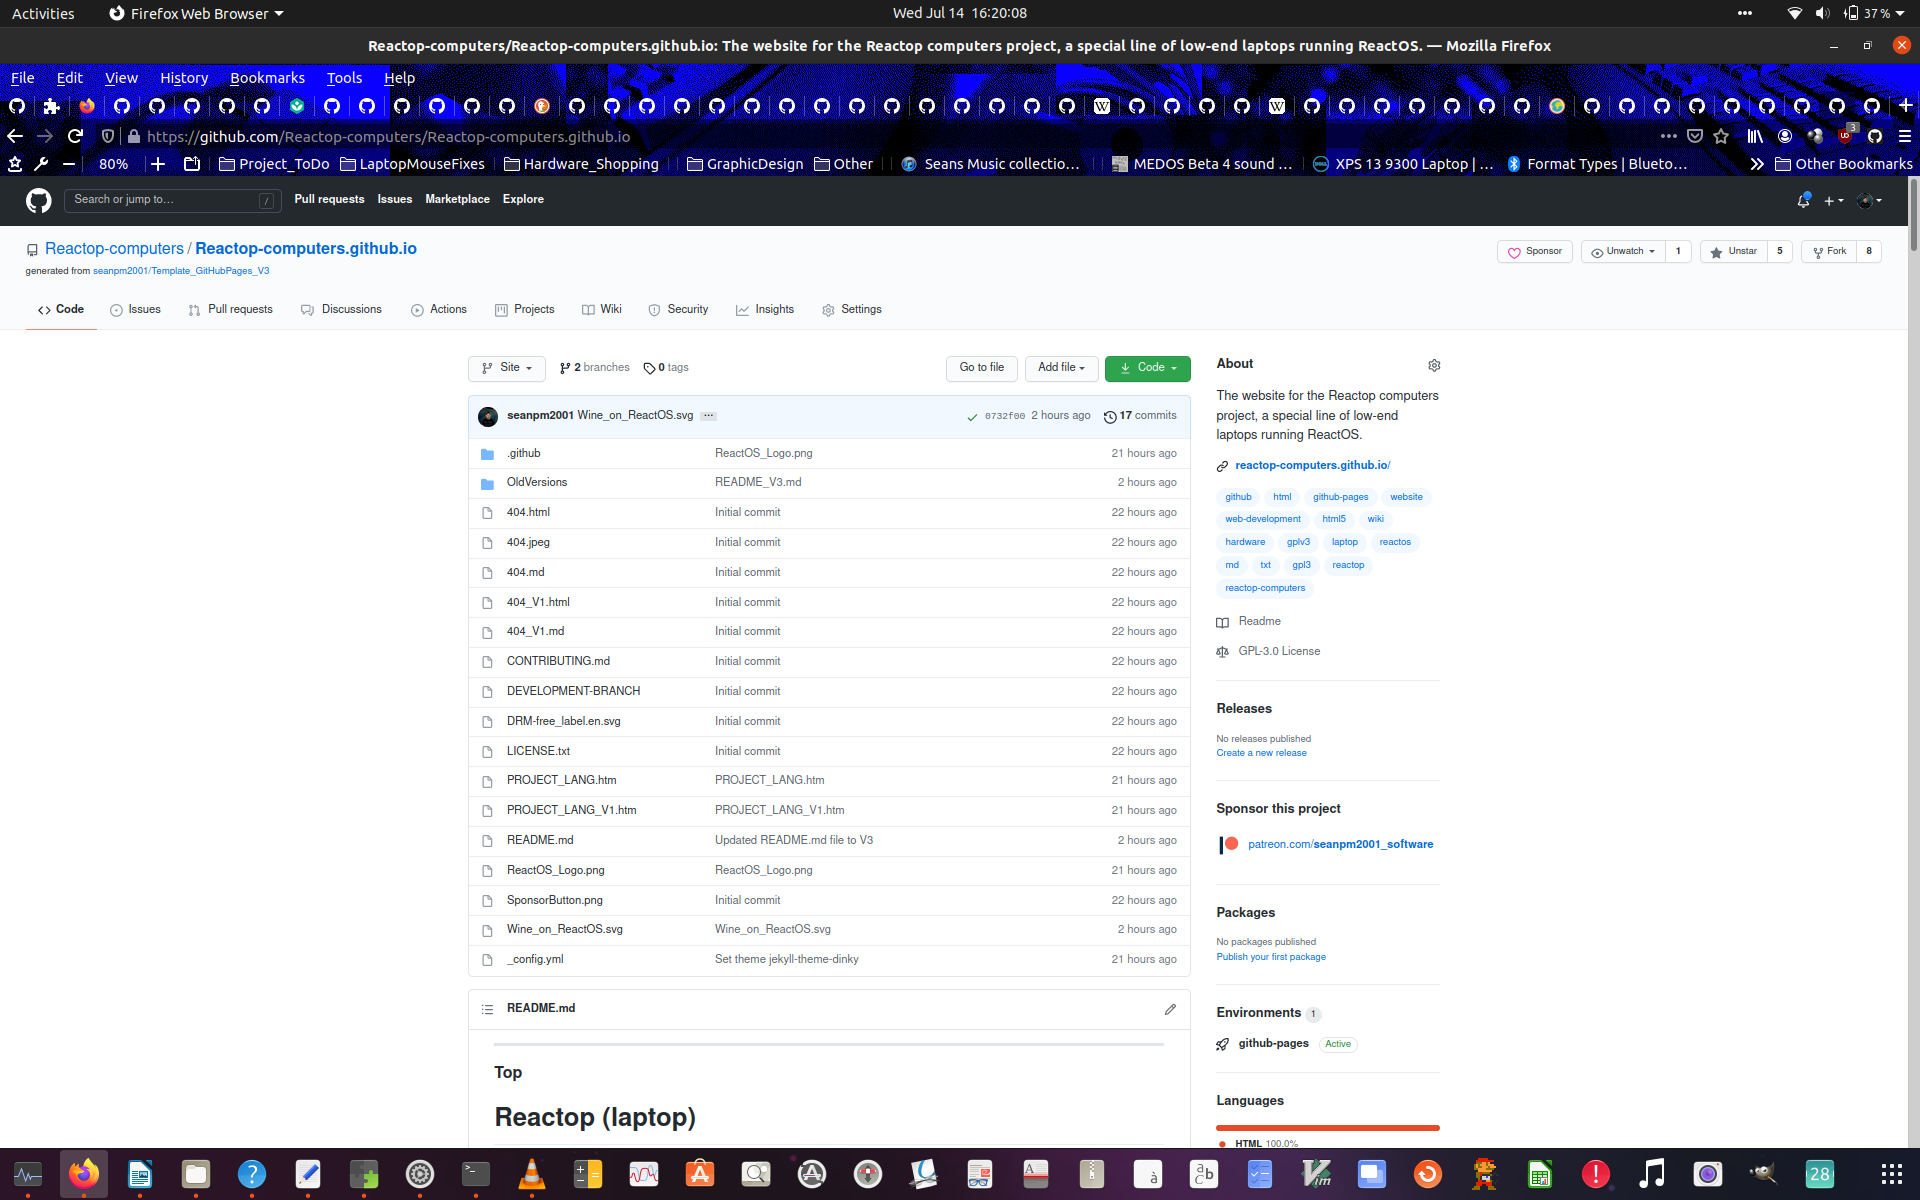 Activities Firefox Web Browser Wed Jul 14 16:20:08 37 %
Reactop-computers/Reactop-computers.github.io: The website for the Reactop computers project, a special line of low-end laptops running ReactOS. — Mozilla Firefox
File Edit View History Bookmarks Tools Help
https://github.com/Reactop-computers/Reactop-computers.github.io 3
80% Project_ToDo LaptopMouseFixes Hardware_Shopping GraphicDesign Other Seans Music collectio… MEDOS Beta 4 sound … XPS 13 9300 Laptop | … Format Types | Blueto… Other Bookmarks
Search or jump to… / Pull requests Issues Marketplace Explore
Reactop-computers / Reactop-computers.github.io Sponsor Unwatch 1 Unstar 5 Fork 8
generated from seanpm2001/Template_GitHubPages_V3
Code Issues Pull requests Discussions Actions Projects Wiki Security Insights Settings
Site 2 branches 0 tags Go to file Add file Code
seanpm2001 Wine_on_ReactOS.svg ... 0732f00 2 hours ago 17 commits
.github ReactOS_Logo.png 21 hours ago
OldVersions README_V3.md 2 hours ago
404.html Initial commit 22 hours ago
404.jpeg Initial commit 22 hours ago
404.md Initial commit 22 hours ago
404_V1.html Initial commit 22 hours ago
404_V1.md Initial commit 22 hours ago
CONTRIBUTING.md Initial commit 22 hours ago
DEVELOPMENT-BRANCH Initial commit 22 hours ago
DRM-free_label.en.svg Initial commit 22 hours ago
LICENSE.txt Initial commit 22 hours ago
PROJECT_LANG.htm PROJECT_LANG.htm 21 hours ago
PROJECT_LANG_V1.htm PROJECT_LANG_V1.htm 21 hours ago
README.md Updated README.md file to V3 2 hours ago
ReactOS_Logo.png ReactOS_Logo.png 21 hours ago
SponsorButton.png Initial commit 22 hours ago
Wine_on_ReactOS.svg Wine_on_ReactOS.svg 2 hours ago
_config.yml Set theme jekyll-theme-dinky 21 hours ago
README.md
Top
Reactop (laptop)
About
The website for the Reactop computers
project, a special line of low-end
laptops running ReactOS.
reactop-computers.github.io/
github html github-pages website
web-development html5 wiki
hardware gplv3 laptop reactos
md txt gpl3 reactop
reactop-computers
Readme
GPL-3.0 License
Releases
No releases published
Create a new release
Sponsor this project
patreon.com/seanpm2001_software
Packages
No packages published
Publish your first package
Environments 1
github-pages Active
Languages
HTML 100.0%
28